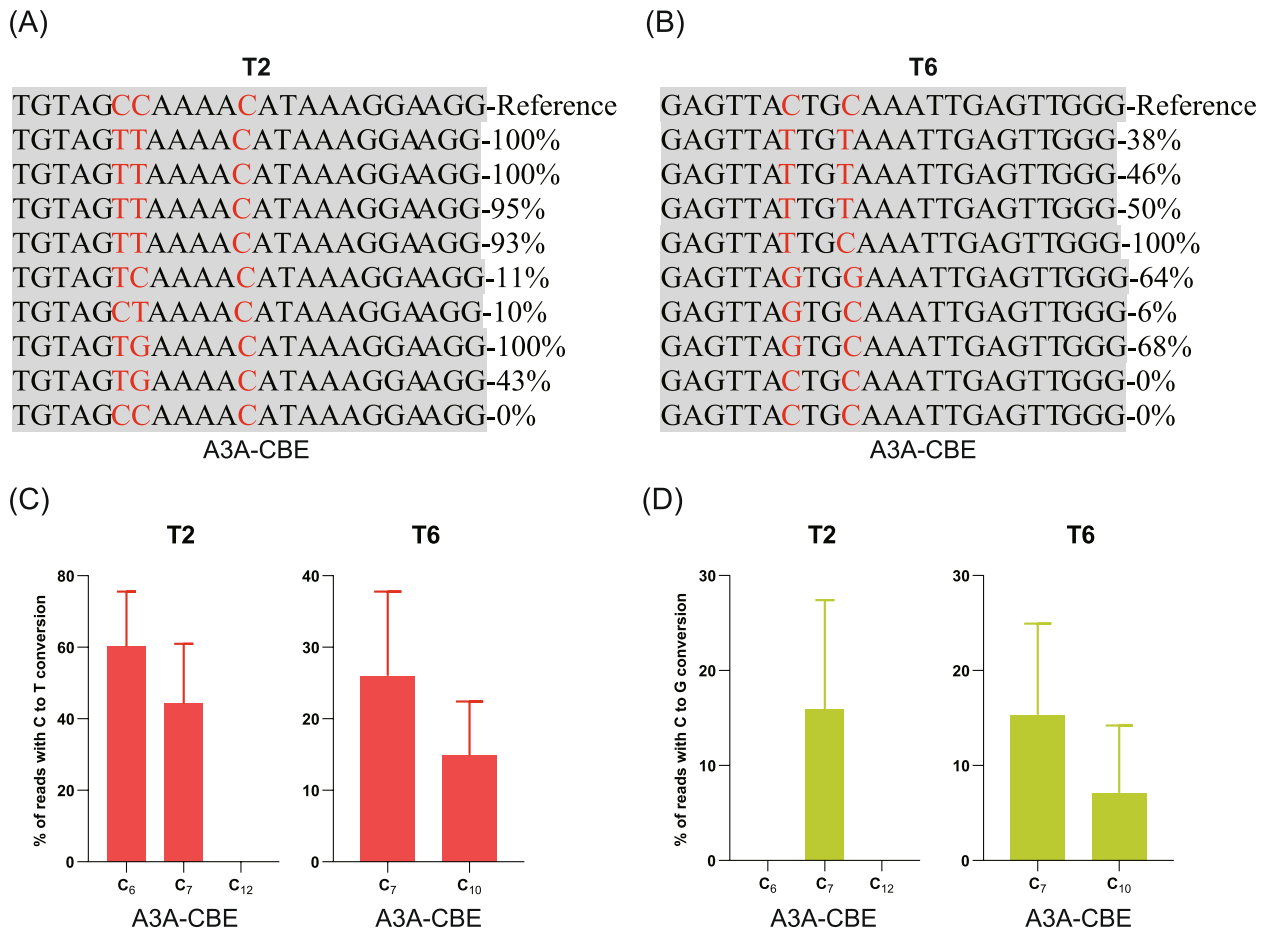 (A)
T2
TGTAGCCAAAACATAAAGGAAGG-Reference
TGTAGTTAAAACATAAAGGAAGG-100%
TGTAGTTAAAACATAAAGGAAGG-100%
TGTAGTTAAAACATAAAGGAAGG-95%
TGTAGTTAAAACATAAAGGAAGG-93%
TGTAGTCAAAACATAAAGGAAGG-11%
TGTAGCTAAAACATAAAGGAAGG-10%
TGTAGTGAAAACATAAAGGAAGG-100%
TGTAGTGAAAACATAAAGGAAGG-43%
TGTAGCCAAAACATAAAGGAAGG-0%
A3A-CBE
(B)
T6
GAGTTACTGCAAATTGAGTTGGG-Reference
GAGTTATTGTAAATTGAGTTGGG-38%
GAGTTATTGTAAATTGAGTTGGG-46%
GAGTTATTGTAAATTGAGTTGGG-50%
GAGTTATTGCAAATTGAGTTGGG-100%
GAGTTAGTGGAAATTGAGTTGGG-64%
GAGTTAGTGCAAATTGAGTTGGG-6%
GAGTTAGTGCAAATTGAGTTGGG-68%
GAGTTACTGCAAATTGAGTTGGG-0%
GAGTTACTGCAAATTGAGTTGGG-0%
A3A-CBE
(C)
T2
% of reads with C to T conversion
80
60
40
20
0
C₆ C₇ C₁₂
A3A-CBE
T6
40
30
20
10
0
C₇ C₁₀
A3A-CBE
(D)
T2
% of reads with C to G conversion
30
20
10
0
C₆ C₇ C₁₂
A3A-CBE
T6
30
20
10
0
C₇ C₁₀
A3A-CBE